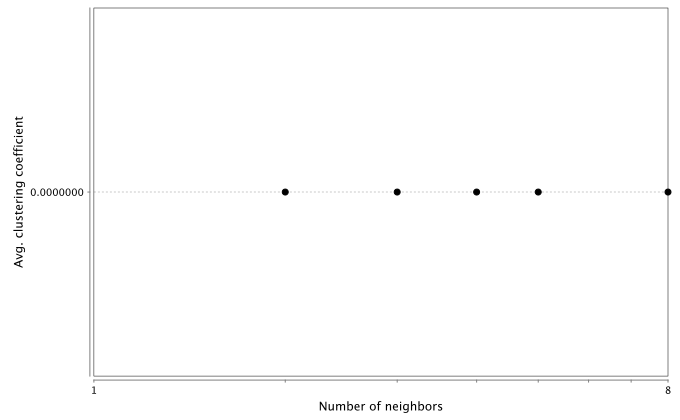 Avg. clustering coefficient
0.0000000
1
8
Number of neighbors